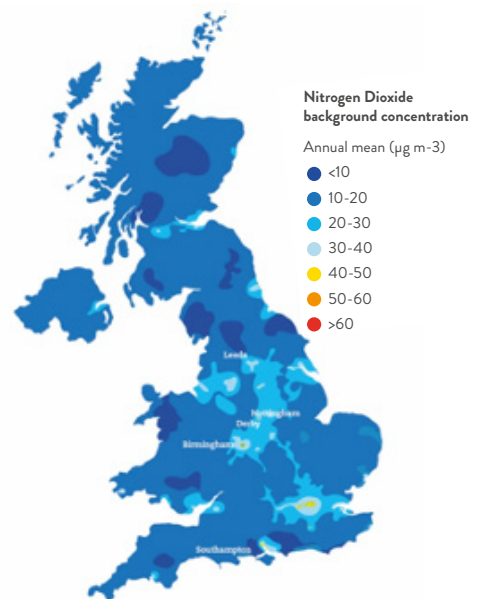 Nitrogen Dioxide
background concentration
Annual mean (µg m-3)
<10
10-20
20-30
30-40
40-50
50-60
>60
Leeds
Nottingham
Derby
Birmingham
Southampton